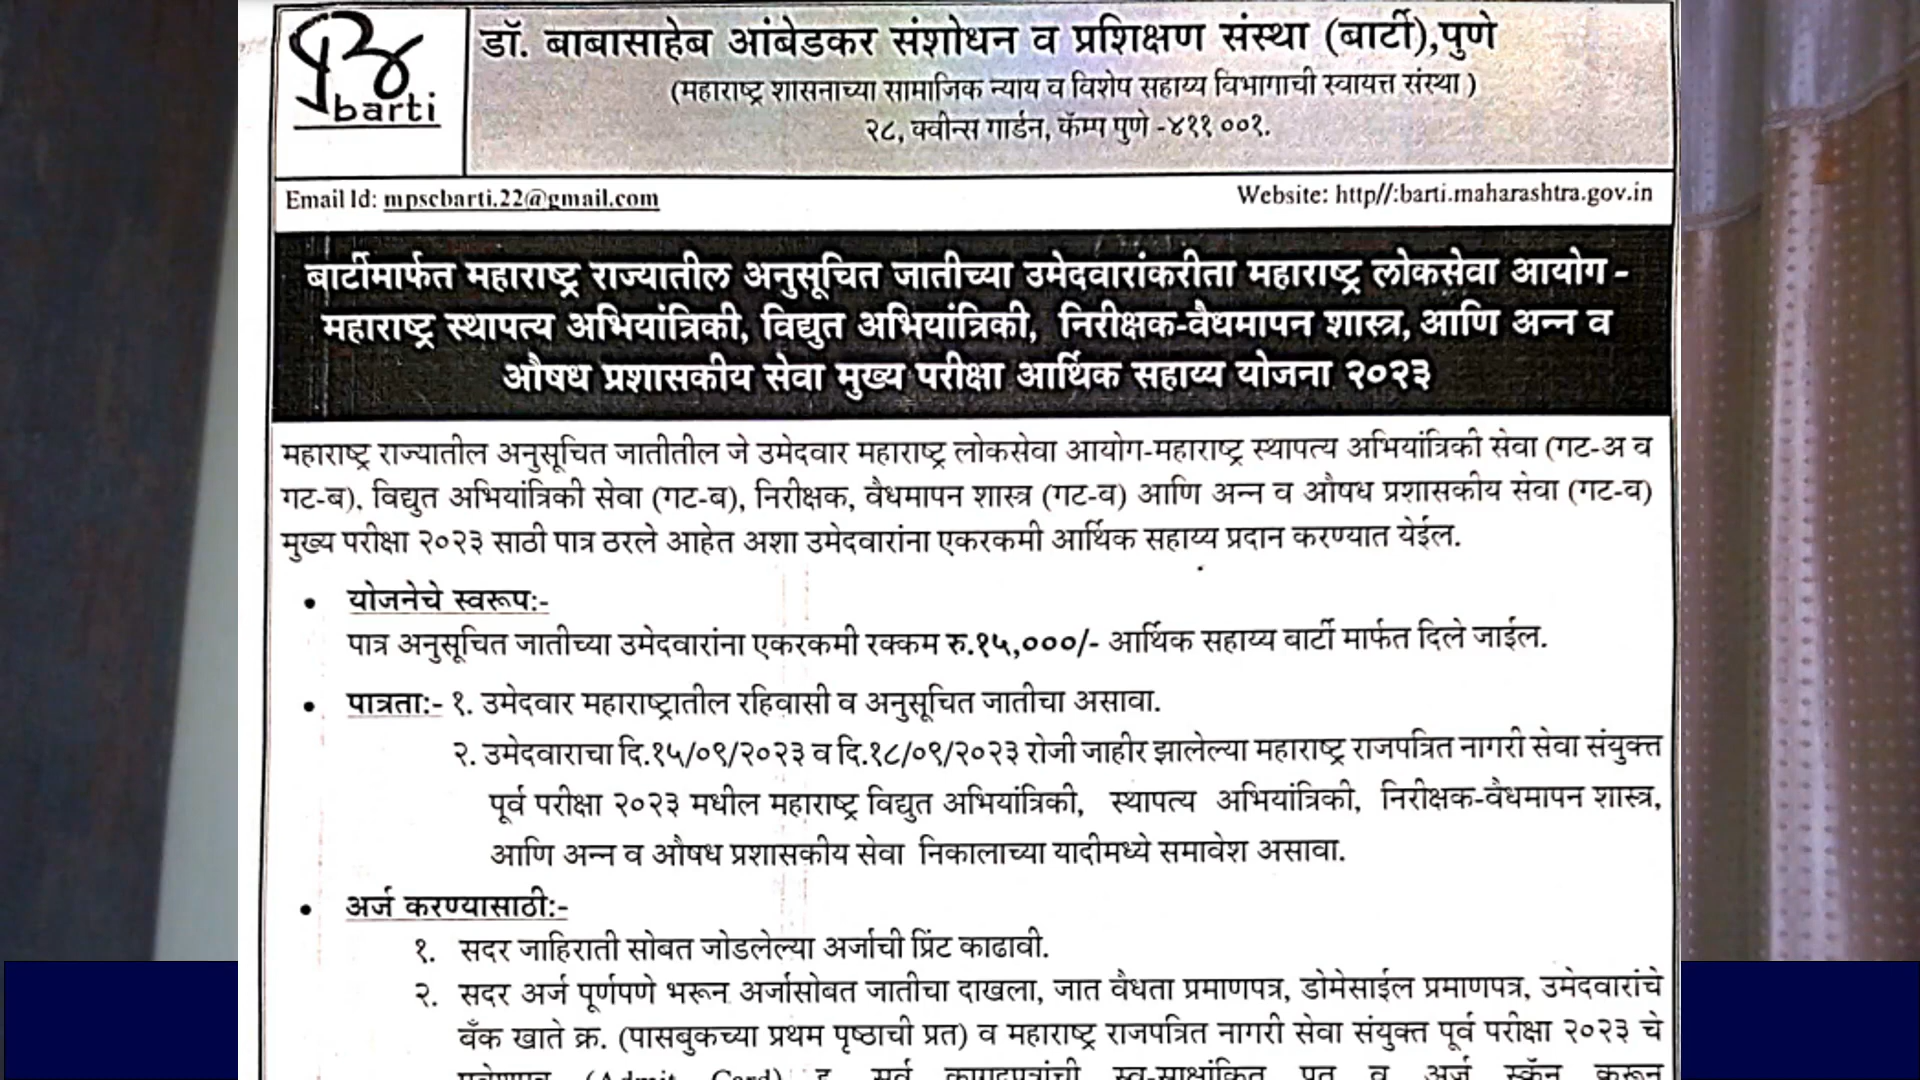 barti
डॉ. बाबासाहेब आंबेडकर संशोधन व प्रशिक्षण संस्था (बार्टी),पुणे
(महाराष्ट्र शासनाच्या सामाजिक न्याय व विशेष सहाय्य विभागाची स्वायत्त संस्था )
२८, क्वीन्स गार्डन, कॅम्प पुणे -४११ ००१.
Email Id: mpscbarti.22@gmail.com
Website: http//:barti.maharashtra.gov.in
बार्टीमार्फत महाराष्ट्र राज्यातील अनुसूचित जातीच्या उमेदवारांकरीता महाराष्ट्र लोकसेवा आयोग -
महाराष्ट्र स्थापत्य अभियांत्रिकी, विद्युत अभियांत्रिकी, निरीक्षक-वैधमापन शास्त्र, आणि अन्न व
औषध प्रशासकीय सेवा मुख्य परीक्षा आर्थिक सहाय्य योजना २०२३
महाराष्ट्र राज्यातील अनुसूचित जातीतील जे उमेदवार महाराष्ट्र लोकसेवा आयोग-महाराष्ट्र स्थापत्य अभियांत्रिकी सेवा (गट-अ व
गट-ब), विद्युत अभियांत्रिकी सेवा (गट-ब), निरीक्षक, वैधमापन शास्त्र (गट-ब) आणि अन्न व औषध प्रशासकीय सेवा (गट-ब)
मुख्य परीक्षा २०२३ साठी पात्र ठरले आहेत अशा उमेदवारांना एकरकमी आर्थिक सहाय्य प्रदान करण्यात येईल.
• योजनेचे स्वरूप:-
पात्र अनुसूचित जातीच्या उमेदवारांना एकरकमी रक्कम रु.१५,०००/- आर्थिक सहाय्य बार्टी मार्फत दिले जाईल.
• पात्रता:- १. उमेदवार महाराष्ट्रातील रहिवासी व अनुसूचित जातीचा असावा.
२. उमेदवाराचा दि.१५/०९/२०२३ व दि.१८/०९/२०२३ रोजी जाहीर झालेल्या महाराष्ट्र राजपत्रित नागरी सेवा संयुक्त
पूर्व परीक्षा २०२३ मधील महाराष्ट्र विद्युत अभियांत्रिकी, स्थापत्य अभियांत्रिकी, निरीक्षक-वैधमापन शास्त्र,
आणि अन्न व औषध प्रशासकीय सेवा निकालाच्या यादीमध्ये समावेश असावा.
• अर्ज करण्यासाठी:-
१. सदर जाहिराती सोबत जोडलेल्या अर्जाची प्रिंट काढावी.
२. सदर अर्ज पूर्णपणे भरून अर्जासोबत जातीचा दाखला, जात वैधता प्रमाणपत्र, डोमेसाईल प्रमाणपत्र, उमेदवारांचे
बँक खाते क्र. (पासबुकच्या प्रथम पृष्ठाची प्रत) व महाराष्ट्र राजपत्रित नागरी सेवा संयुक्त पूर्व परीक्षा २०२३ चे